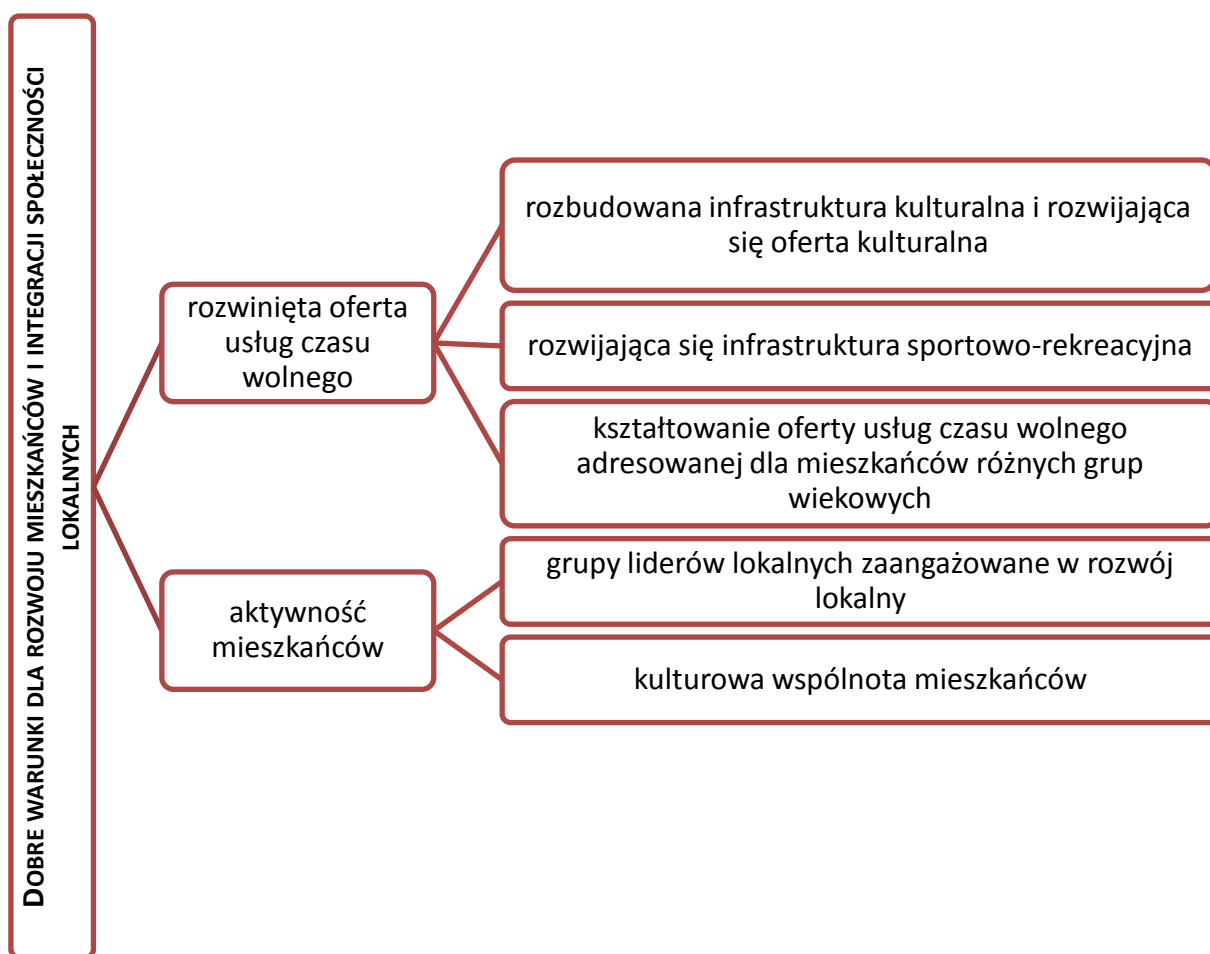 DOBRE WARUNKI DLA ROZWOJU MIESZKAŃCÓW I INTEGRACJI SPOŁECZNOŚCI
LOKALNYCH
rozwinięta oferta
usług czasu
wolnego
rozbudowana infrastruktura kulturalna i rozwijająca
się oferta kulturalna
rozwijająca się infrastruktura sportowo-rekreacyjna
kształtowanie oferty usług czasu wolnego
adresowanej dla mieszkańców różnych grup
wiekowych
aktywność
mieszkańców
grupy liderów lokalnych zaangażowane w rozwój
lokalny
kulturowa wspólnota mieszkańców